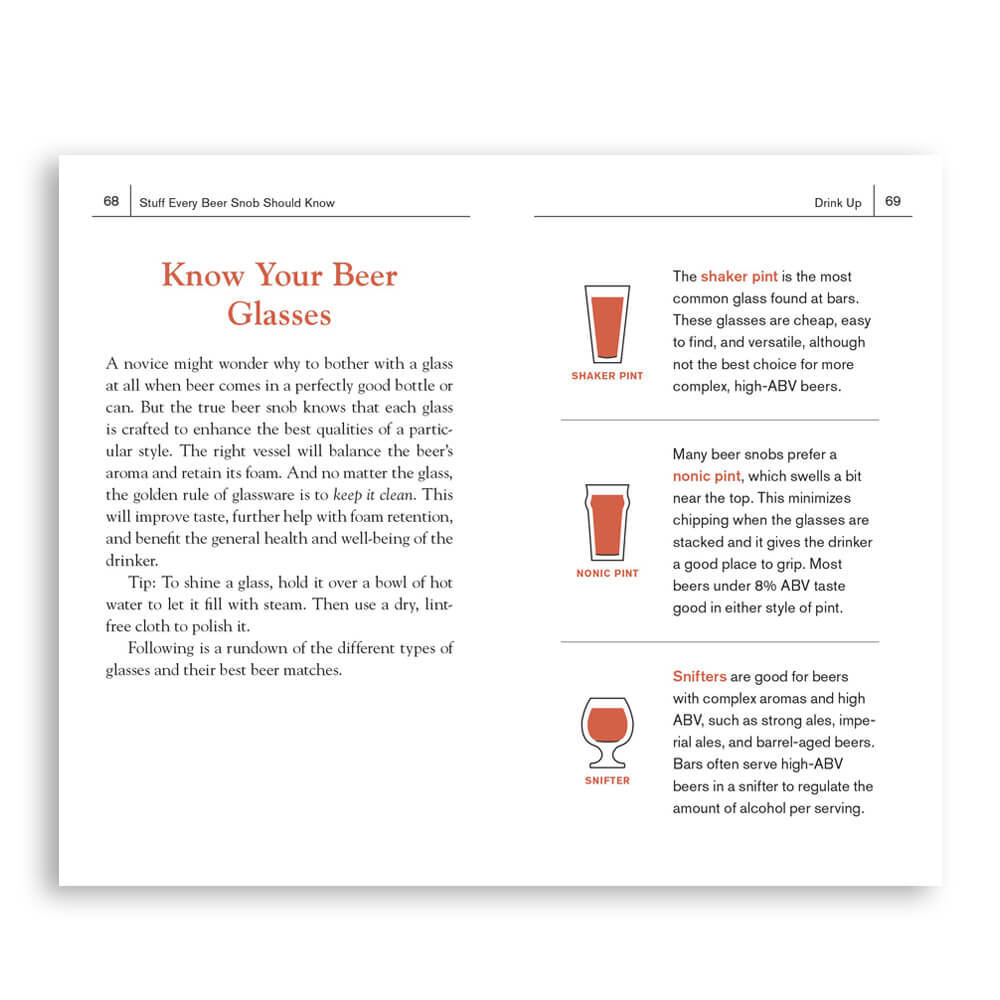 68
Stuff Every Beer Snob Should Know
Know Your Beer
Glasses
A novice might wonder why to bother with a glass
at all when beer comes in a perfectly good bottle or
can. But the true beer snob knows that each glass
is crafted to enhance the best qualities of a partic-
ular style. The right vessel will balance the beer's
aroma and retain its foam. And no matter the glass,
the golden rule of glassware is to keep it clean. This
will improve taste, further help with foam retention,
and benefit the general health and well-being of the
drinker.
Tip: To shine a glass, hold it over a bowl of hot
water to let it fill with steam. Then use a dry, lint-
free cloth to polish it.
Following is a rundown of the different types of
glasses and their best beer matches.
Drink Up
69
SHAKER PINT
The shaker pint is the most
common glass found at bars.
These glasses are cheap, easy
to find, and versatile, although
not the best choice for more
complex, high-ABV beers.
NONIC PINT
Many beer snobs prefer a
nonic pint, which swells a bit
near the top. This minimizes
chipping when the glasses are
stacked and it gives the drinker
a good place to grip. Most
beers under 8% ABV taste
good in either style of pint.
SNIFTER
Snifters are good for beers
with complex aromas and high
ABV, such as strong ales, impe-
rial ales, and barrel-aged beers.
Bars often serve high-ABV
beers in a snifter to regulate the
amount of alcohol per serving.